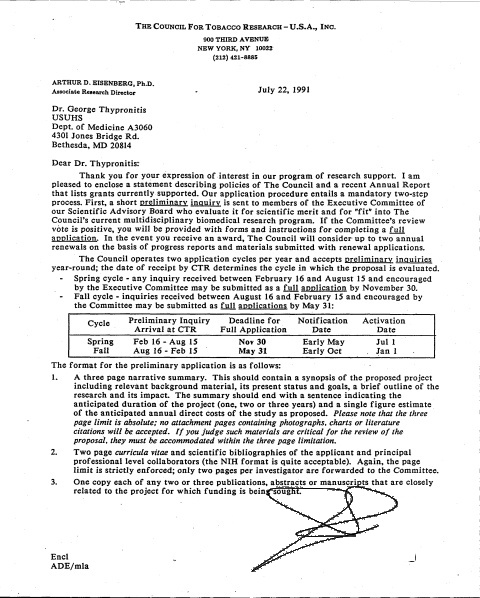 THE COUNCIL FOR TOBACCO RESEARCH – U.S.A., INC.
900 THIRD AVENUE
NEW YORK, NY 10022
(212) 421-8885
ARTHUR D. EISENBERG, Ph.D.
Associate Research Director
July 22, 1991
Dr. George Thypronitis
USUHS
Dept. of Medicine A3060
4301 Jones Bridge Rd.
Bethesda, MD 20814
Dear Dr. Thypronitis:
Thank you for your expression of interest in our program of research support. I am
pleased to enclose a statement describing policies of The Council and a recent Annual Report
that lists grants currently supported. Our application procedure entails a mandatory two-step
process. First, a short preliminary inquiry is sent to members of the Executive Committee of
our Scientific Advisory Board who evaluate it for scientific merit and for "fit" into The
Council's current multidisciplinary biomedical research program. If the Committee's review
vote is positive, you will be provided with forms and instructions for completing a full
application. In the event you receive an award, The Council will consider up to two annual
renewals on the basis of progress reports and materials submitted with renewal applications.
The Council operates two application cycles per year and accepts preliminary inquiries
year-round; the date of receipt by CTR determines the cycle in which the proposal is evaluated.
- Spring cycle - any inquiry received between February 16 and August 15 and encouraged
by the Executive Committee may be submitted as a full application by November 30.
- Fall cycle - inquiries received between August 16 and February 15 and encouraged by
the Committee may be submitted as full applications by May 31:
Cycle Preliminary Inquiry Deadline for Notification Activation
Arrival at CTR Full Application Date Date
Spring Feb 16 - Aug 15 Nov 30 Early May Jul 1
Fall Aug 16 - Feb 15 May 31 Early Oct Jan 1
The format for the preliminary application is as follows:
1. A three page narrative summary. This should contain a synopsis of the proposed project
including relevant background material, its present status and goals, a brief outline of the
research and its impact. The summary should end with a sentence indicating the
anticipated duration of the project (one, two or three years) and a single figure estimate
of the anticipated annual direct costs of the study as proposed. Please note that the three
page limit is absolute; no attachment pages containing photographs, charts or literature
citations will be accepted. If you judge such materials are critical for the review of the
proposal, they must be accommodated within the three page limitation.
2. Two page curricula vitae and scientific bibliographies of the applicant and principal
professional level collaborators (the NIH format is quite acceptable). Again, the page
limit is strictly enforced; only two pages per investigator are forwarded to the Committee.
3. One copy each of any two or three publications, abstracts or manuscripts that are closely
related to the project for which funding is being sought.
Encl
ADE/mla